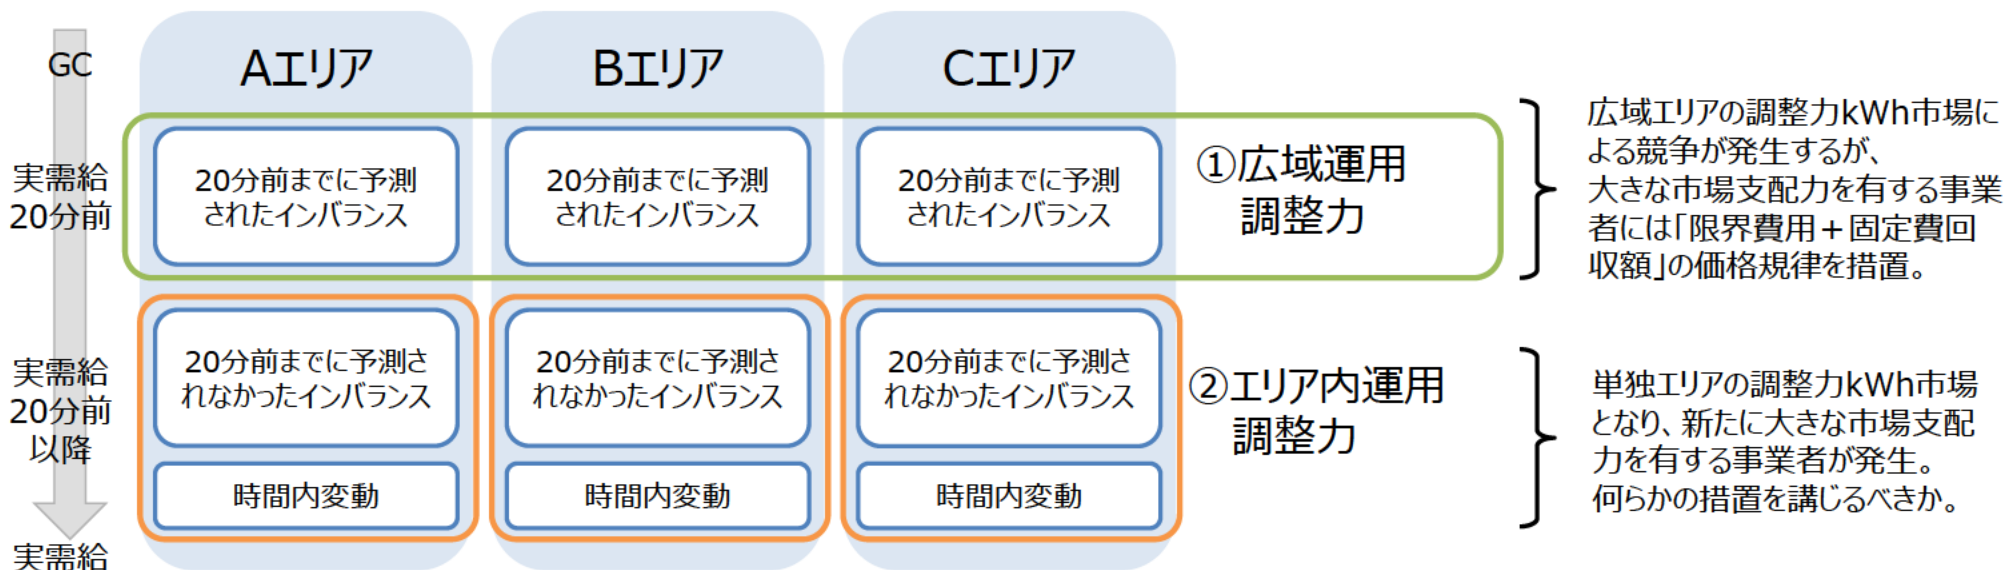 GC
Aエリア
Bエリア
Cエリア
実需給
20分前
20分前までに予測
されたインバランス
20分前までに予測
されたインバランス
20分前までに予測
されたインバランス
①広域運用
調整力
広域エリアの調整力kWh市場に
よる競争が発生するが、
大きな市場支配力を有する事業
者には「限界費用＋固定費回
収額」の価格規律を措置。
実需給
20分前
以降
20分前までに予測さ
れなかったインバランス
20分前までに予測さ
れなかったインバランス
20分前までに予測さ
れなかったインバランス
時間内変動
時間内変動
時間内変動
②エリア内運用
調整力
単独エリアの調整力kWh市場
となり、新たに大きな市場支配
力を有する事業者が発生。
何らかの措置を講じるべきか。
実需給